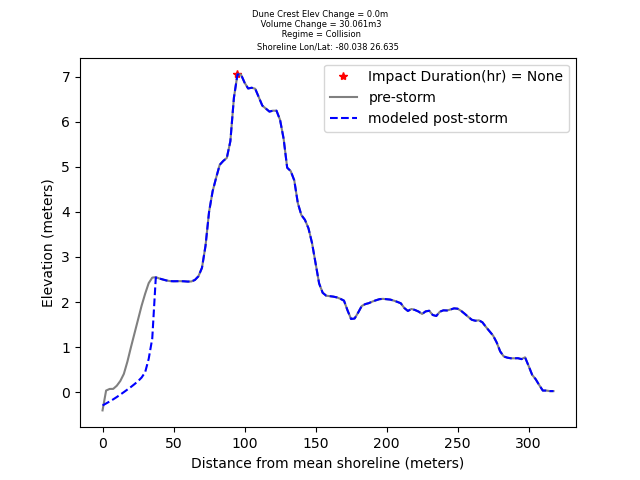 Dune Crest Elev Change = 0.0m
Volume Change = 30.061m3
Regime = Collision
Shoreline Lon/Lat: -80.038 26.635
Impact Duration(hr) = None
pre-storm
modeled post-storm
Elevation (meters)
7
6
5
4
3
2
1
0
0 50 100 150 200 250 300
Distance from mean shoreline (meters)